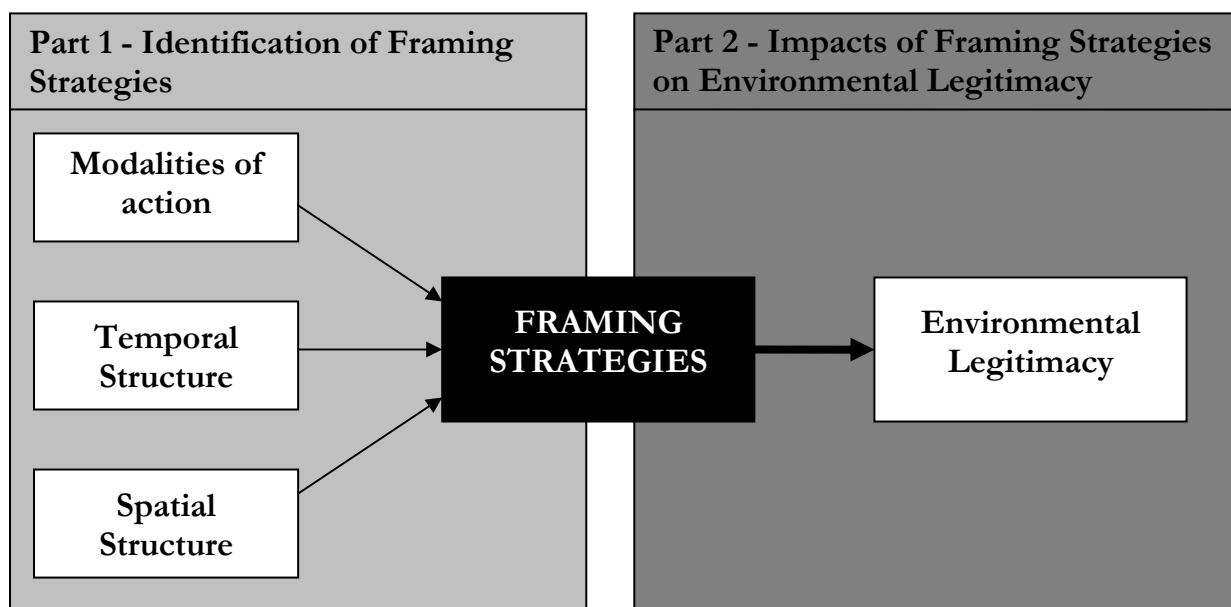 Part 1 - Identification of Framing
Strategies
Modalities of
action
Temporal
Structure
Spatial
Structure
FRAMING
STRATEGIES
Part 2 - Impacts of Framing Strategies
on Environmental Legitimacy
Environmental
Legitimacy